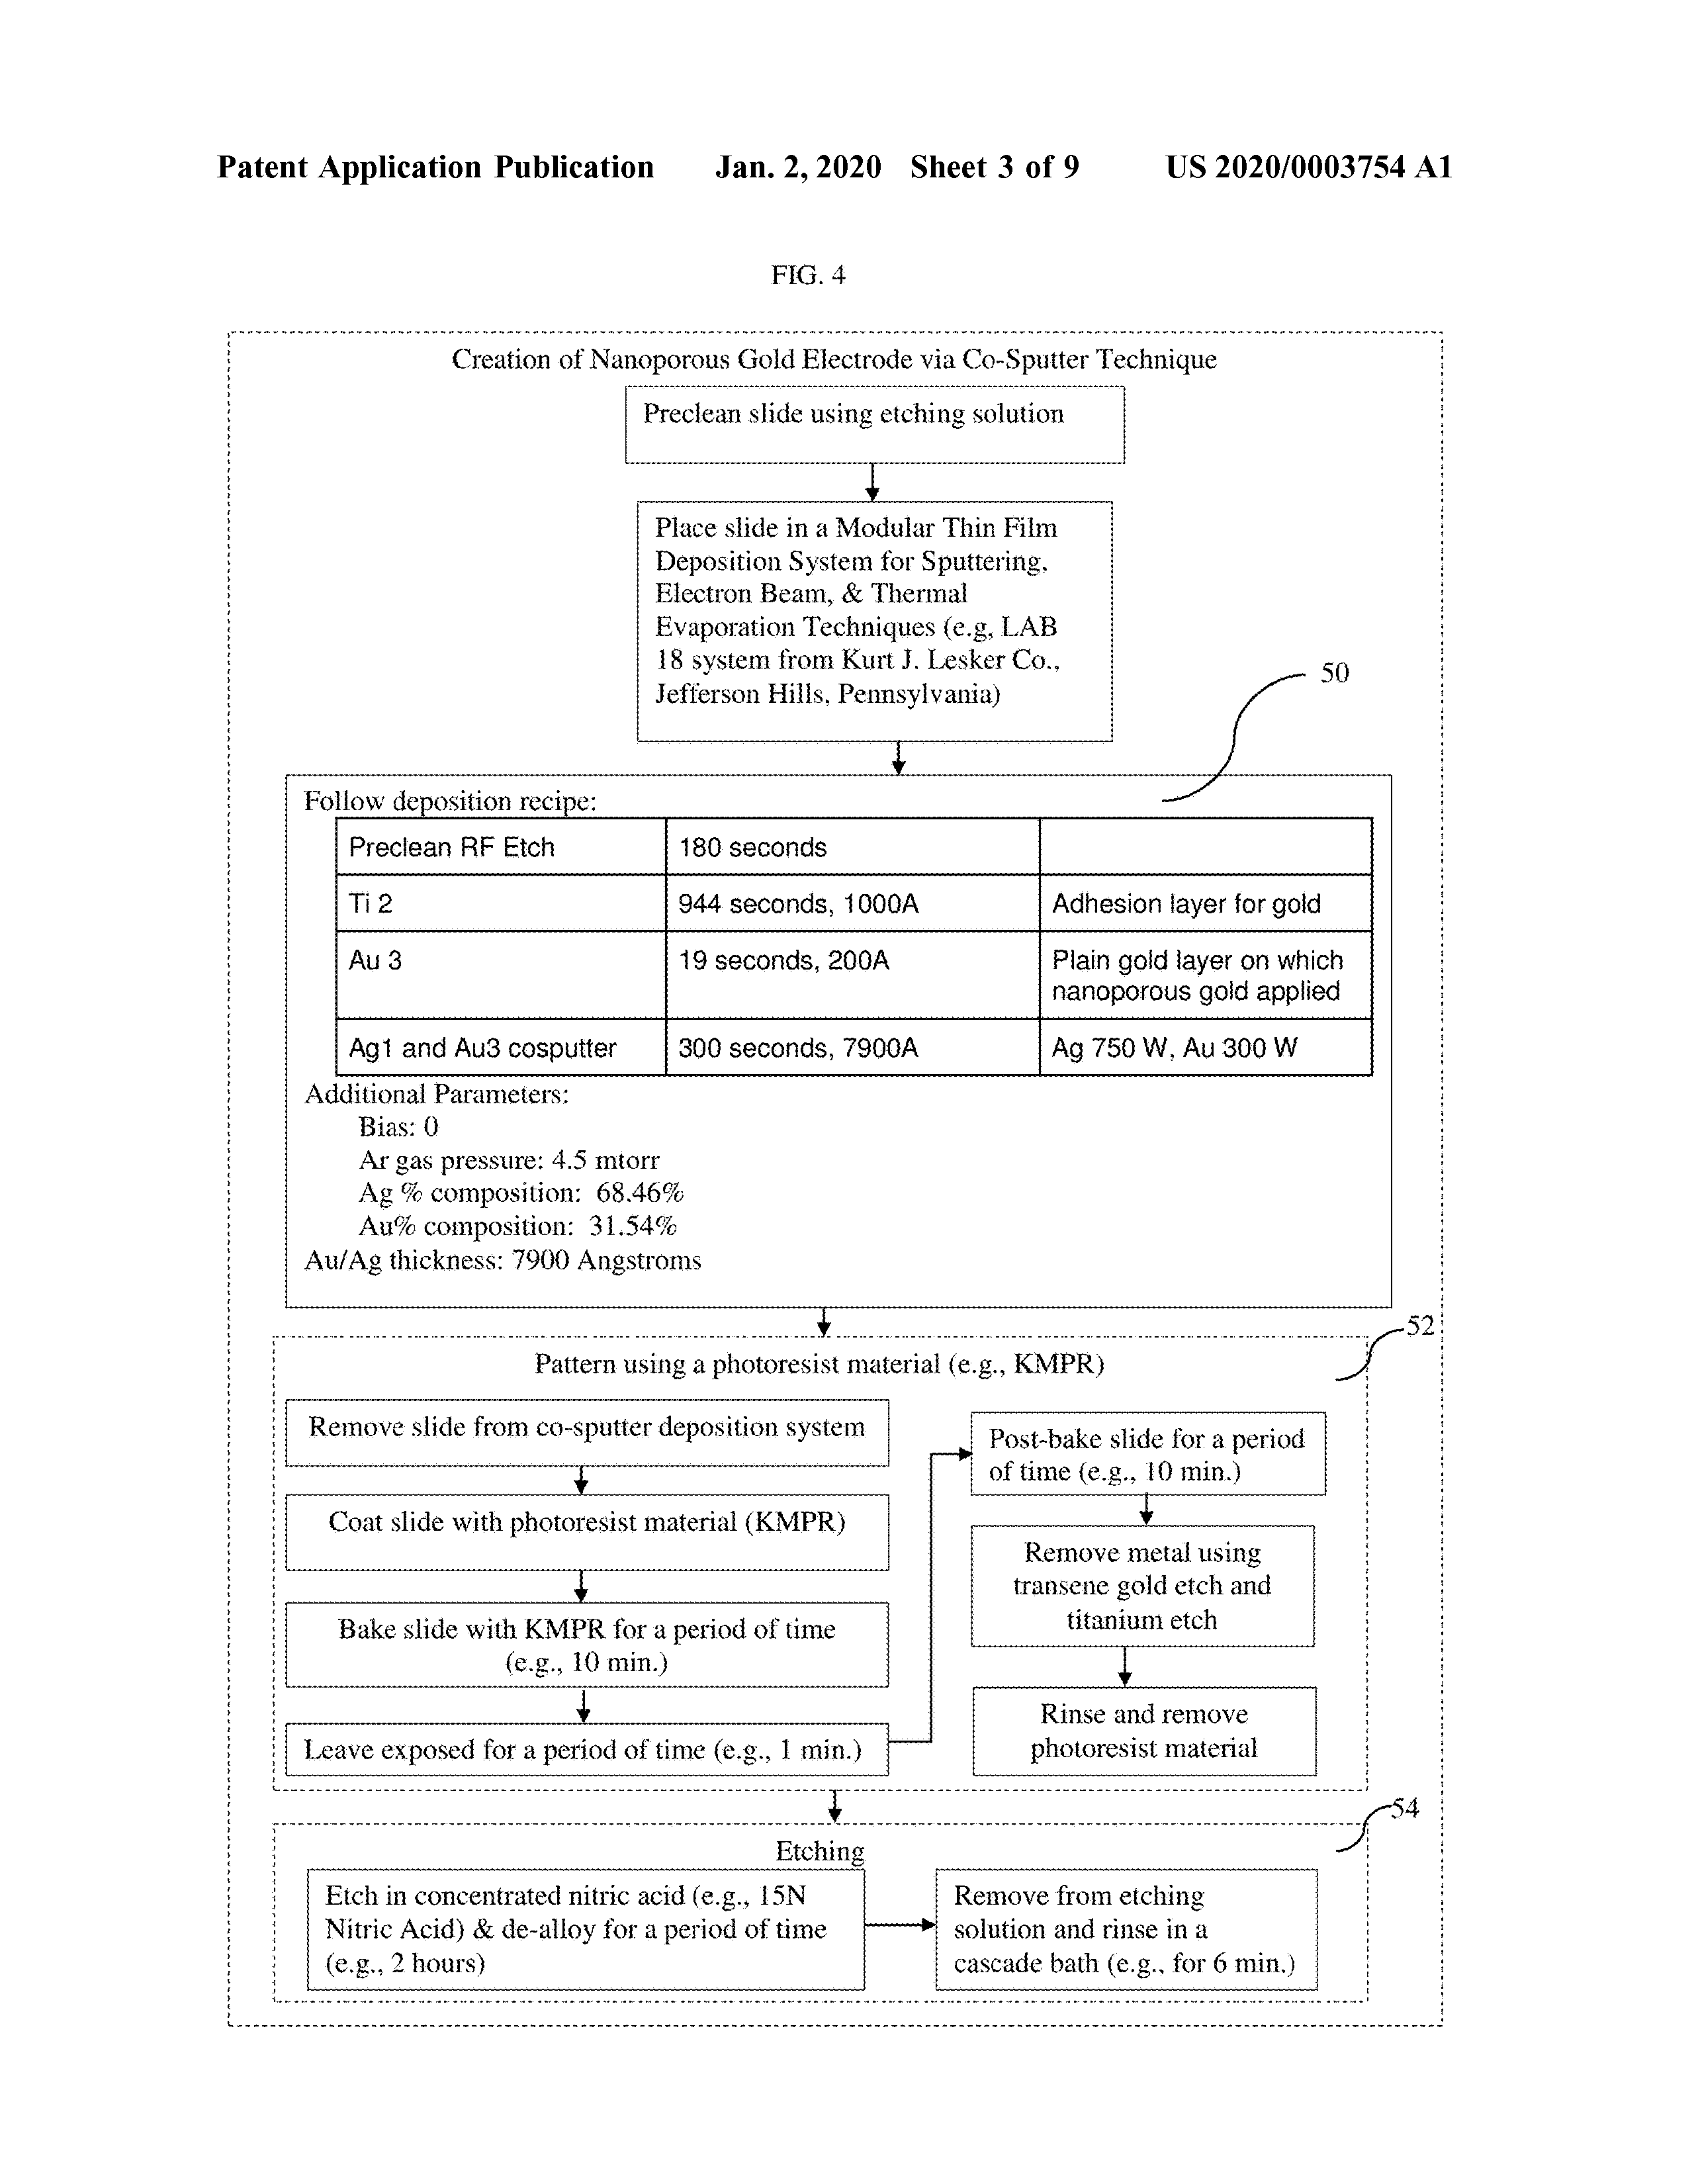 Patent Application Publication Jan. 2, 2020 Sheet 3 of 9 US 2020/0003754 A1
FIG. 4
Creation of Nanoporous Gold Electrode via Co-Sputter Technique
Preclean slide using etching solution
Place slide in a Modular Thin Film
Deposition System for Sputtering,
Electron Beam, & Thermal
Evaporation Techniques (e.g, LAB
18 system from Kurt J. Lesker Co.,
Jefferson Hills, Pennsylvania)
50
Follow deposition recipe:
Preclean RF Etch 180 seconds
Ti 2 944 seconds, 1000A Adhesion layer for gold
Au 3 19 seconds, 200A Plain gold layer on which
nanoporous gold applied
Ag1 and Au3 cosputter 300 seconds, 7900A Ag 750 W, Au 300 W
Additional Parameters:
Bias: 0
Ar gas pressure: 4.5 mtorr
Ag % composition: 68.46%
Au% composition: 31.54%
Au/Ag thickness: 7900 Angstroms
52
Pattern using a photoresist material (e.g., KMPR)
Remove slide from co-sputter deposition system
Coat slide with photoresist material (KMPR)
Bake slide with KMPR for a period of time
(e.g., 10 min.)
Leave exposed for a period of time (e.g., 1 min.)
Post-bake slide for a period
of time (e.g., 10 min.)
Remove metal using
transene gold etch and
titanium etch
Rinse and remove
photoresist material
54
Etching
Etch in concentrated nitric acid (e.g., 15N
Nitric Acid) & de-alloy for a period of time
(e.g., 2 hours)
Remove from etching
solution and rinse in a
cascade bath (e.g., for 6 min.)